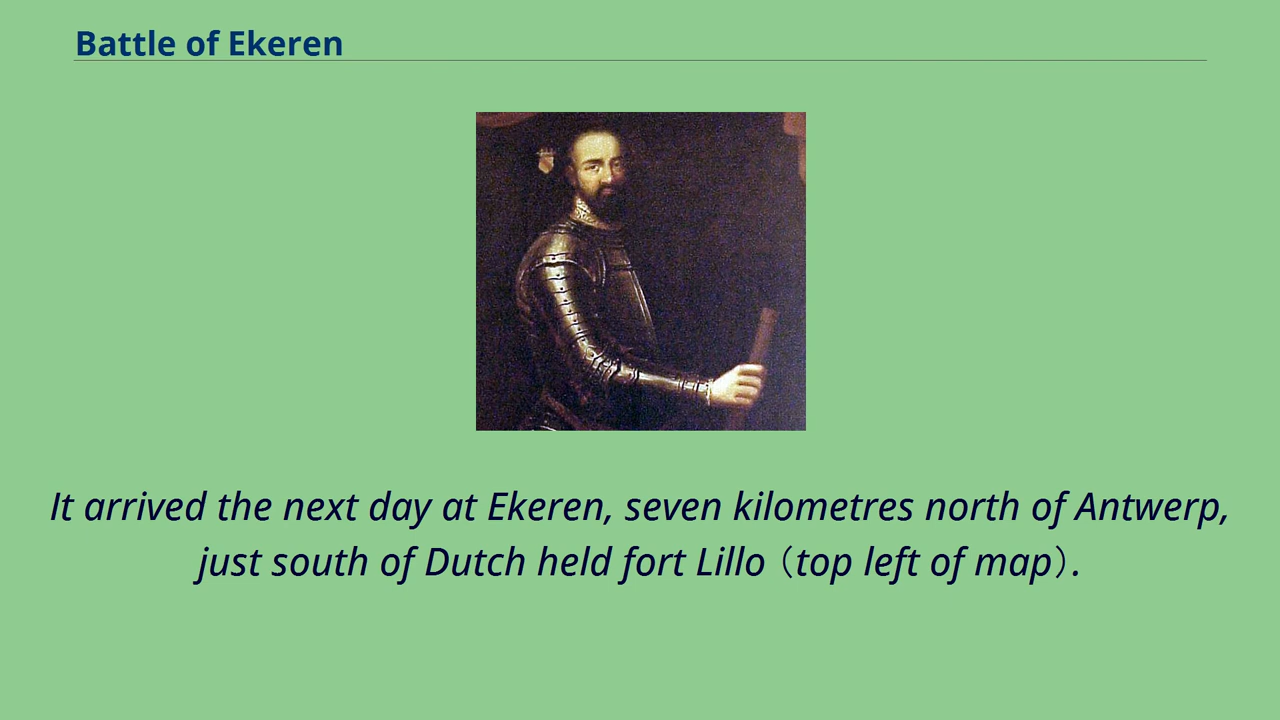 Battle of Ekeren
It arrived the next day at Ekeren, seven kilometres north of Antwerp,
just south of Dutch held fort Lillo（top left of map）.